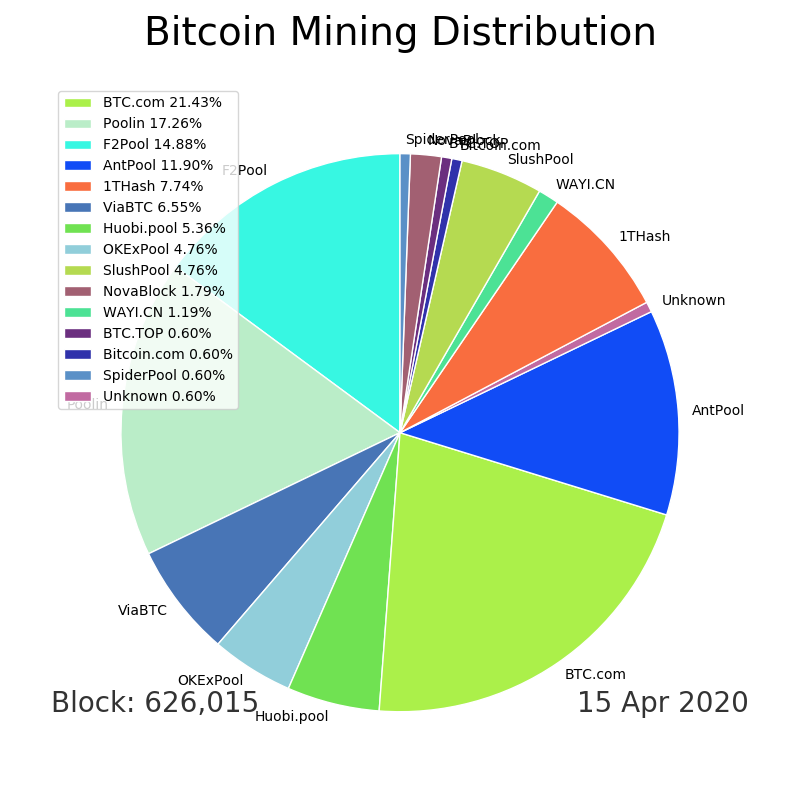 Bitcoin Mining Distribution
BTC.com 21.43%
Poolin 17.26%
F2Pool 14.88%
AntPool 11.90%
1THash 7.74%
ViaBTC 6.55%
Huobi.pool 5.36%
OKExPool 4.76%
SlushPool 4.76%
NovaBlock 1.79%
WAYI.CN 1.19%
BTC.TOP 0.60%
Bitcoin.com 0.60%
SpiderPool 0.60%
Unknown 0.60%
SpiderPool
NovaBlock
BTC.TOP
Bitcoin.com
SlushPool
F2Pool
WAYI.CN
1THash
Unknown
Poolin
AntPool
ViaBTC
BTC.com
OKExPool
Huobi.pool
Block: 626,015
15 Apr 2020